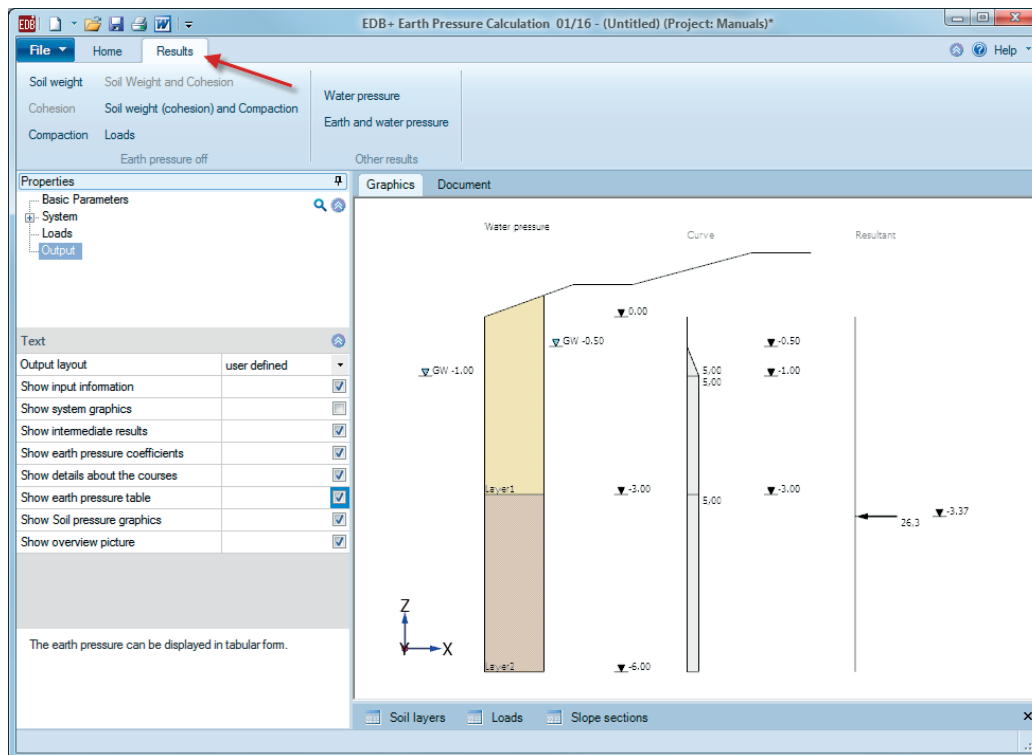 EDB+ Earth Pressure Calculation 01/16 - (Untitled) (Project: Manuals)*
File Home Results Help
Soil weight Soil Weight and Cohesion
Cohesion Soil weight (cohesion) and Compaction
Compaction Loads
Earth pressure off
Water pressure
Earth and water pressure
Other results
Properties
Basic Parameters
System
Loads
Output
Text
Output layout user defined
Show input information
Show system graphics
Show intermediate results
Show earth pressure coefficients
Show details about the courses
Show earth pressure table
Show Soil pressure graphics
Show overview picture
The earth pressure can be displayed in tabular form.
Graphics Document
Water pressure Curve Resultant
0.00
GW -0.50 -0.50
GW -1.00 5,00 -1.00
5,00
Layer1 -3.00 5,00 -3.00
26,3 -3.37
Z
Y X
Layer2 -6.00
Soil layers Loads Slope sections